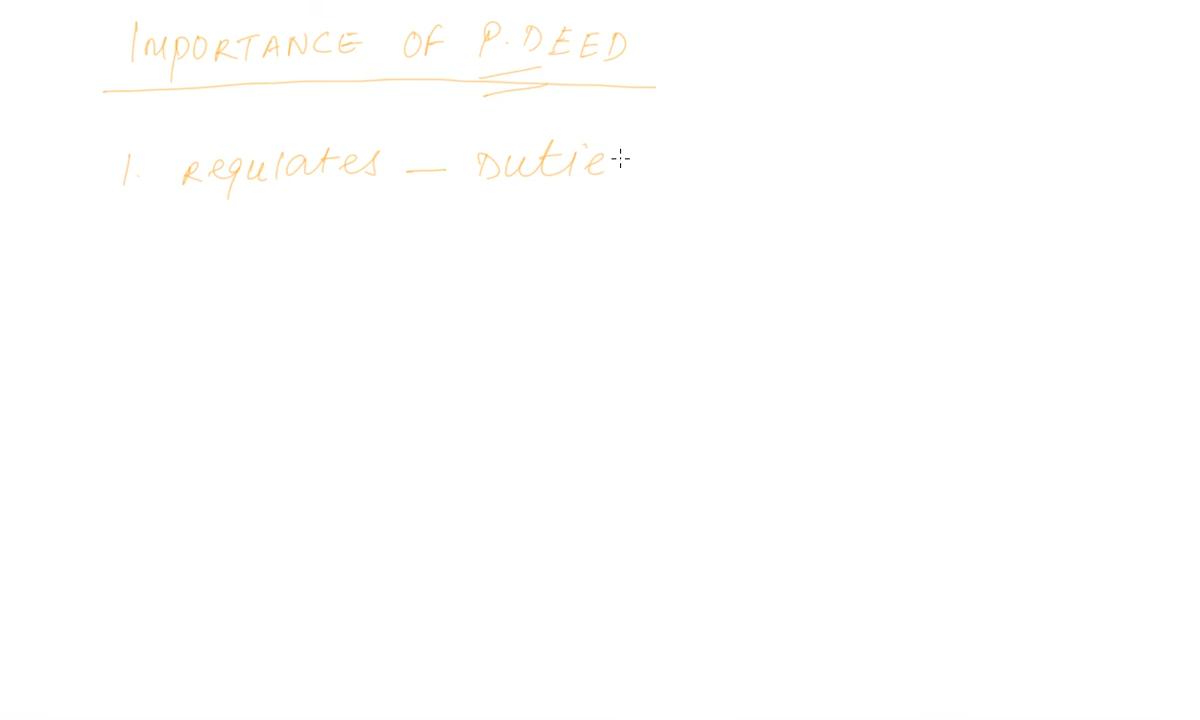 IMPORTANCE OF P.DEED
1. Regulates - Dutie